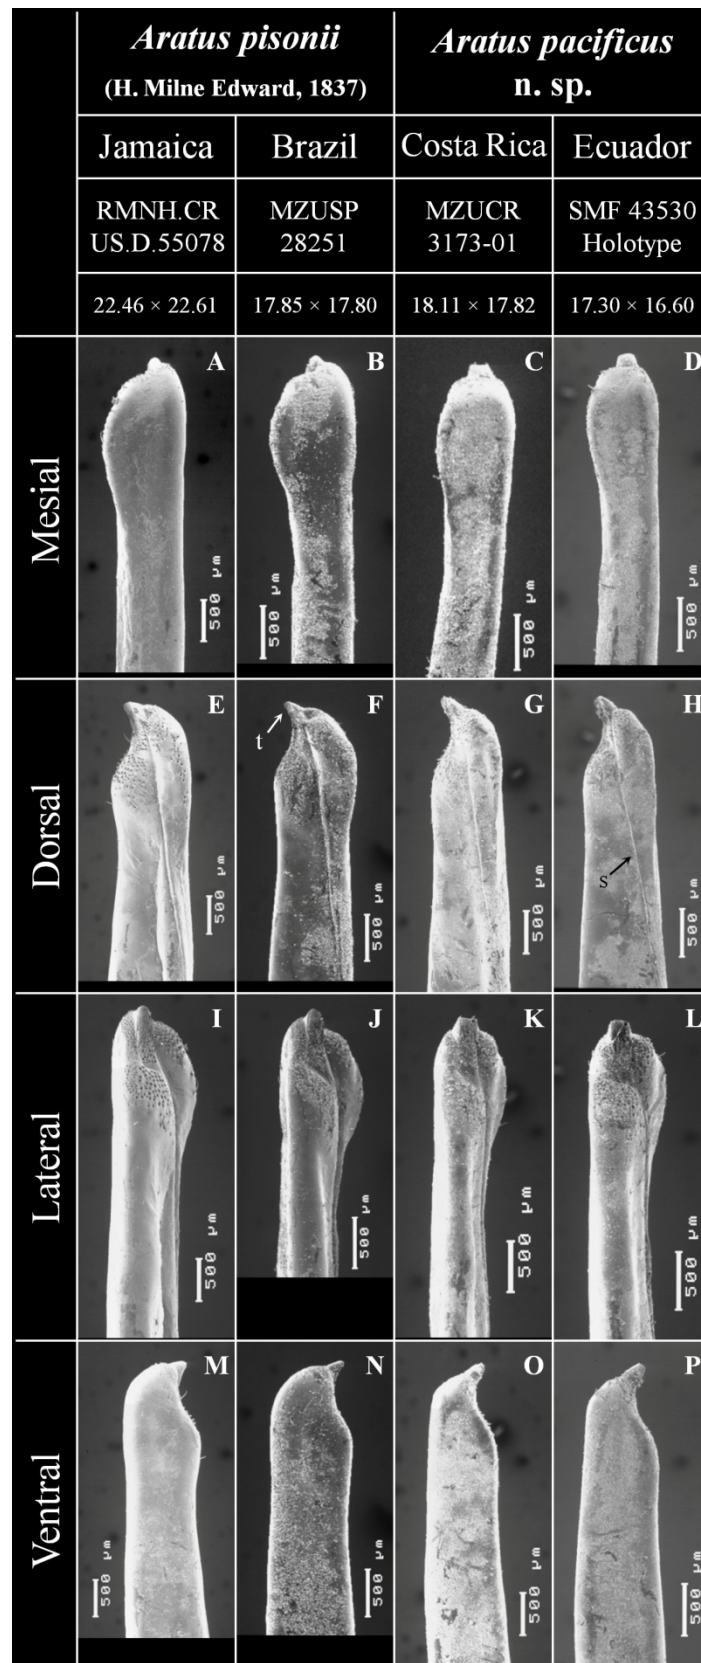 Aratus pisonii
(H. Milne Edward, 1837)
Aratus pacificus
n. sp.
Jamaica
Brazil
Costa Rica
Ecuador
RMNH.CR
US.D.55078
MZUSP
28251
MZUCR
3173-01
SMF 43530
Holotype
22.46 × 22.61
17.85 × 17.80
18.11 × 17.82
17.30 × 16.60
Mesial
A
500 µm
B
500 µm
C
500 µm
D
500 µm
Dorsal
E
500 µm
F
t
500 µm
G
500 µm
H
s
500 µm
Lateral
I
500 µm
J
500 µm
K
500 µm
L
500 µm
Ventral
M
500 µm
N
500 µm
O
500 µm
P
500 µm